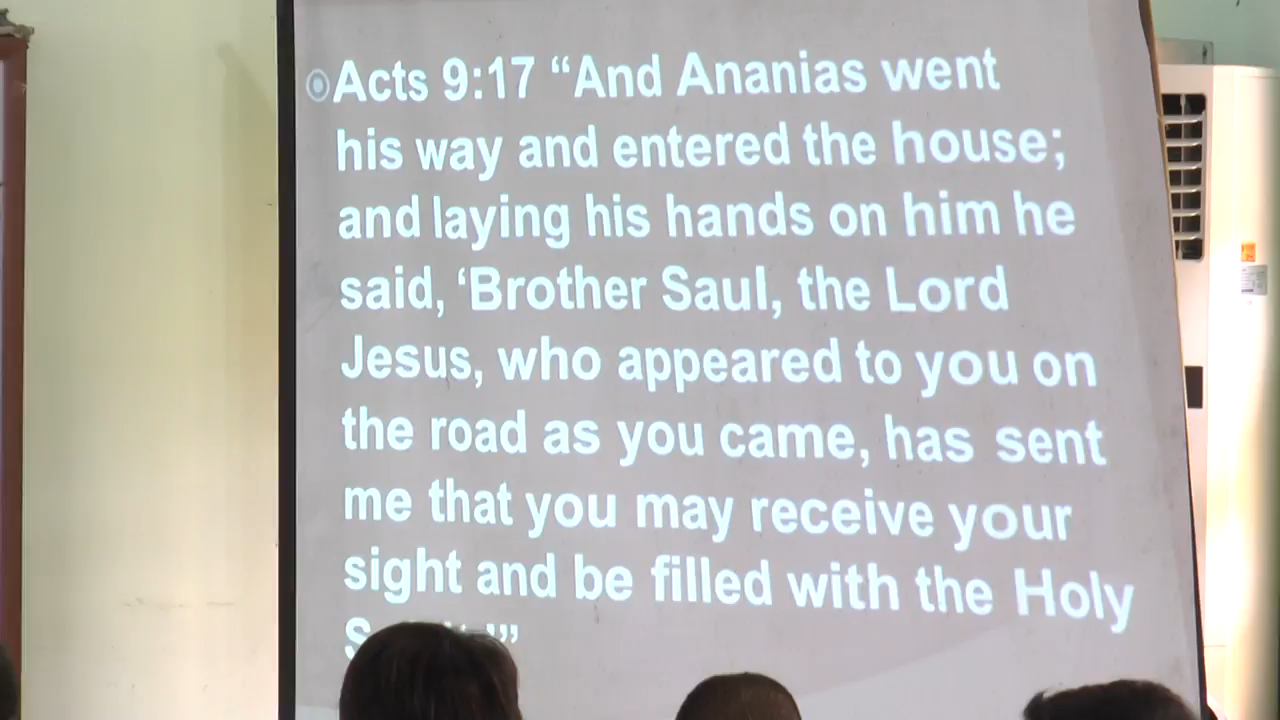 Acts 9:17 “And Ananias went
his way and entered the house;
and laying his hands on him he
said, ‘Brother Saul, the Lord
Jesus, who appeared to you on
the road as you came, has sent
me that you may receive your
sight and be filled with the Holy